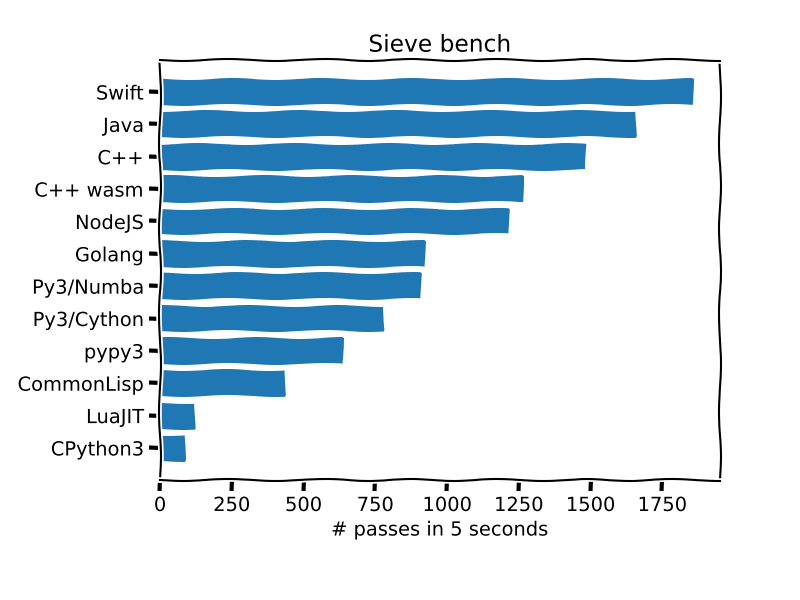 Sieve bench
Swift
Java
C++
C++ wasm
NodeJS
Golang
Py3/Numba
Py3/Cython
pypy3
CommonLisp
LuaJIT
CPython3
0 250 500 750 1000 1250 1500 1750
# passes in 5 seconds